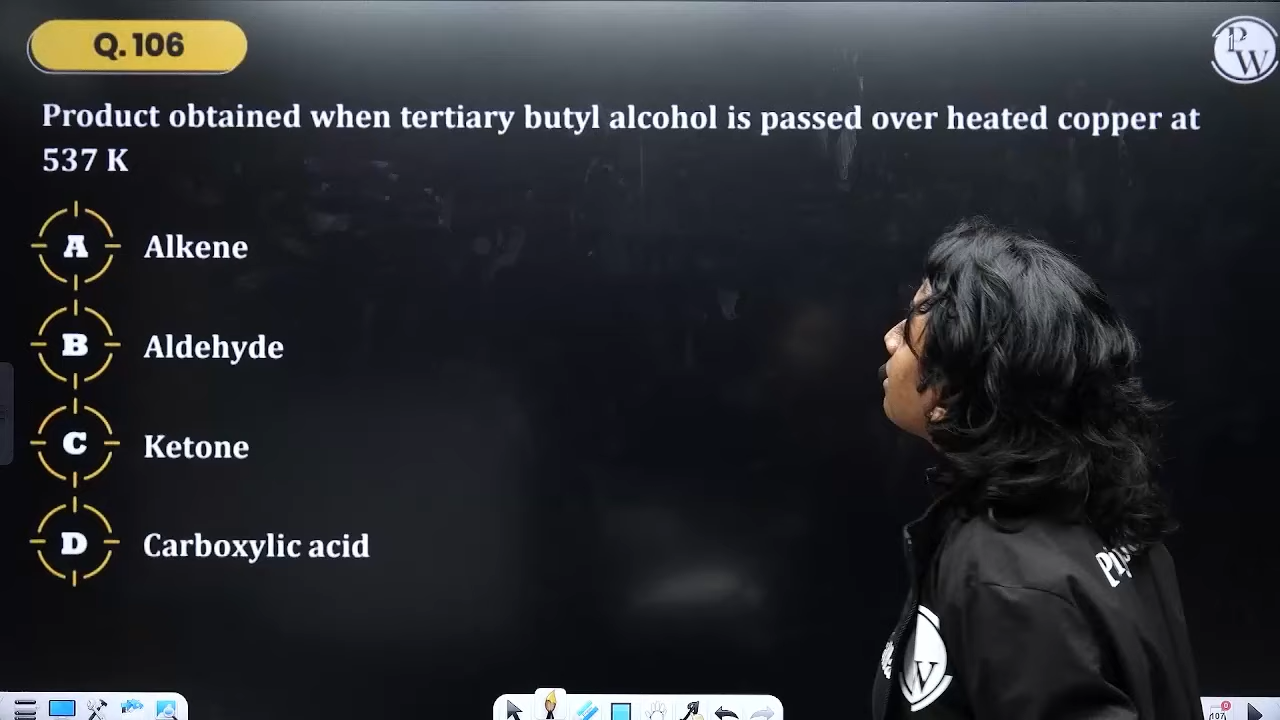 Q. 106
PW
Product obtained when tertiary butyl alcohol is passed over heated copper at
537 K
A Alkene
B Aldehyde
C Ketone
D Carboxylic acid